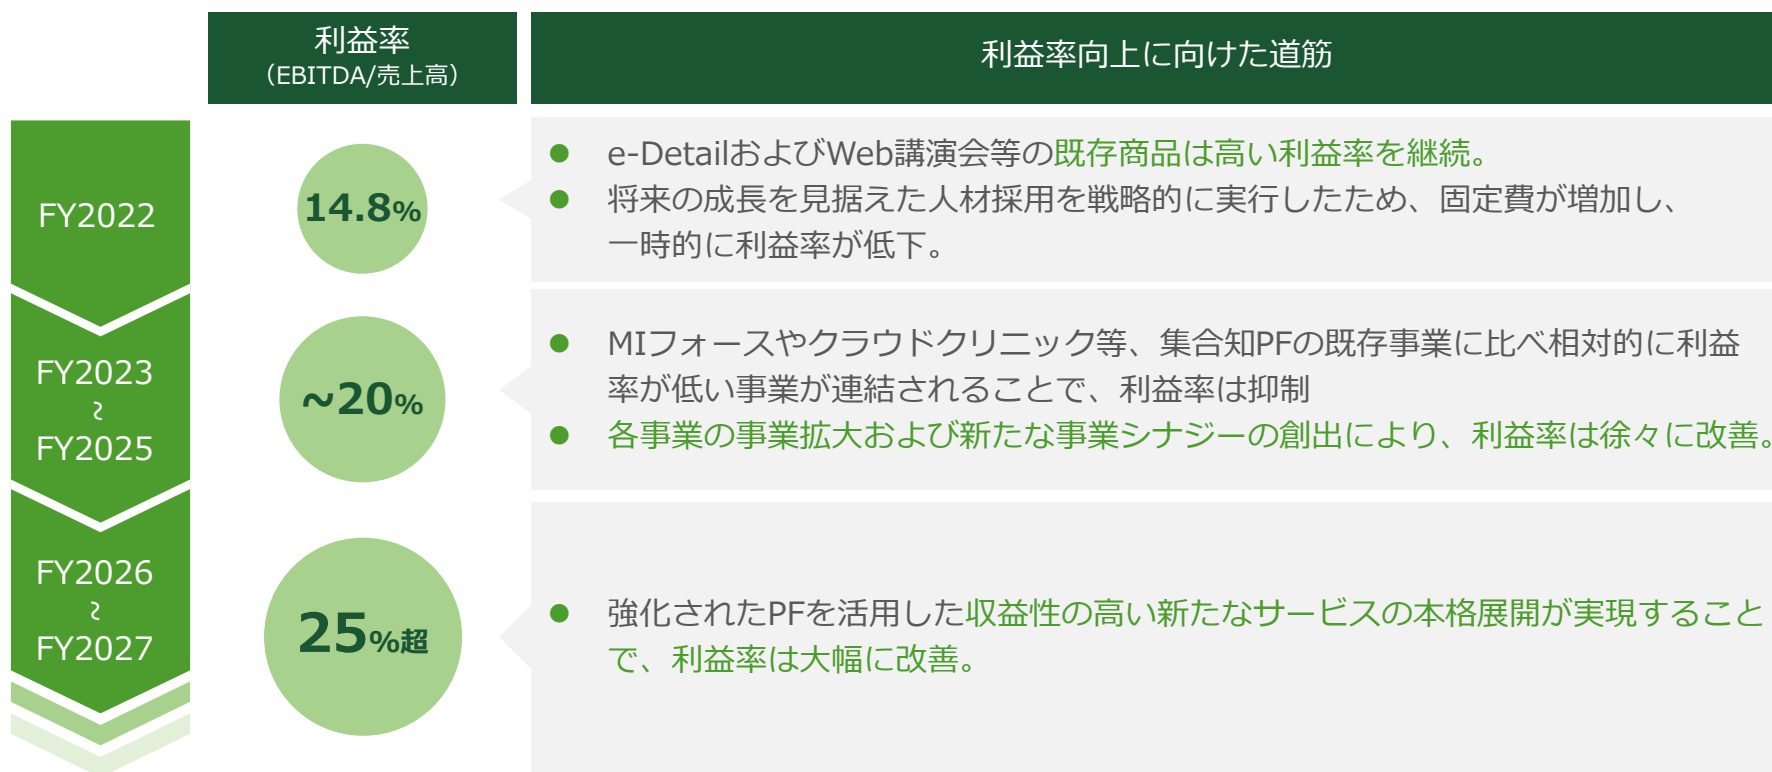 利益率
（EBITDA/売上高）
利益率向上に向けた道筋
FY2022
14.8%
● e-DetailおよびWeb講演会等の既存商品は高い利益率を継続。
● 将来の成長を見据えた人材採用を戦略的に実行したため、固定費が増加し、
一時的に利益率が低下。
FY2023
~
FY2025
~20%
● MIフォースやクラウドクリニック等、集合知PFの既存事業に比べ相対的に利益
率が低い事業が連結されることで、利益率は抑制
● 各事業の事業拡大および新たな事業シナジーの創出により、利益率は徐々に改善。
FY2026
~
FY2027
25%超
● 強化されたPFを活用した収益性の高い新たなサービスの本格展開が実現すること
で、利益率は大幅に改善。